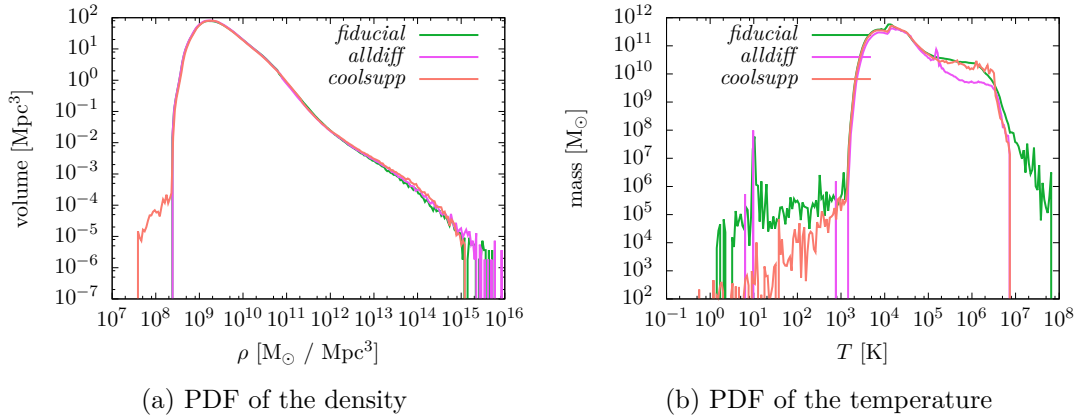 10^2
10^1
10^0
10^-1
10^-2
10^-3
10^-4
10^-5
10^-6
10^-7
volume [Mpc^3]
fiducial
alldiff
coolsupp
10^7 10^8 10^9 10^10 10^11 10^12 10^13 10^14 10^15 10^16
ρ [M_⊙ / Mpc^3]
(a) PDF of the density
10^12
10^11
10^10
10^9
10^8
10^7
10^6
10^5
10^4
10^3
10^2
mass [M_⊙]
fiducial
alldiff
coolsupp
10^-1 10^0 10^1 10^2 10^3 10^4 10^5 10^6 10^7 10^8
T [K]
(b) PDF of the temperature